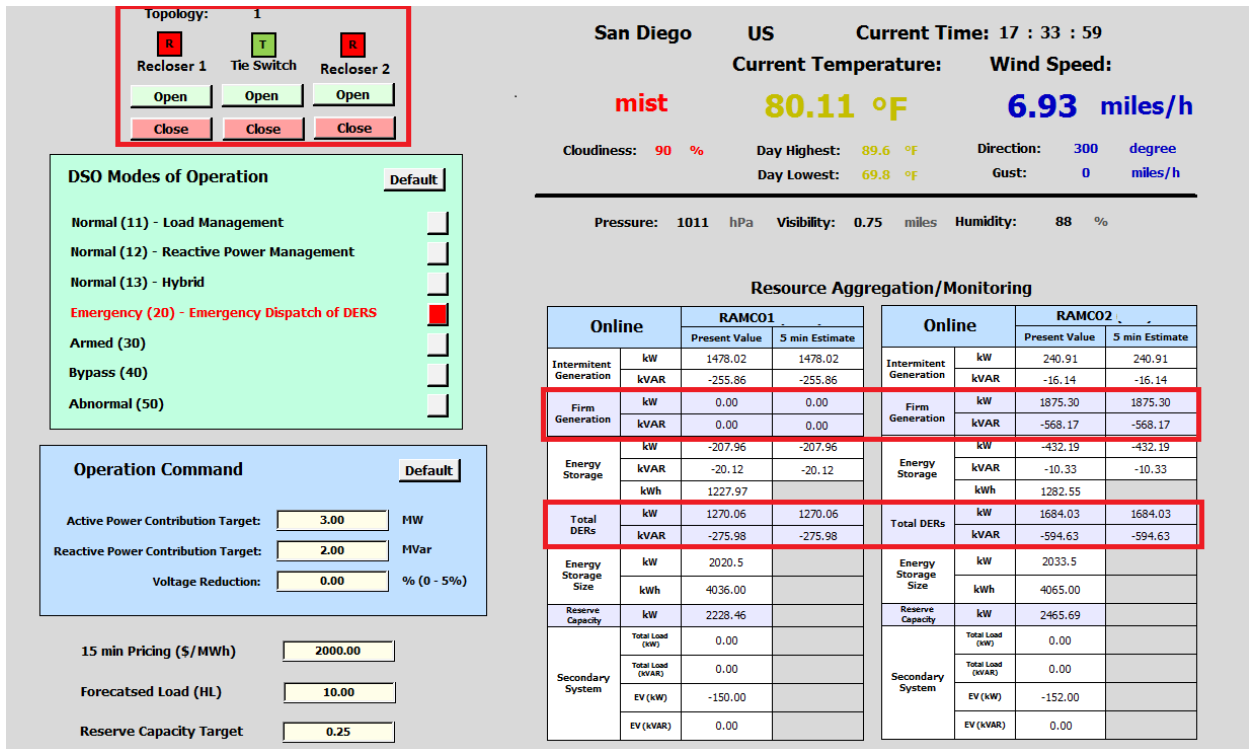 Topology: 1
R T R
Recloser 1 Tie Switch Recloser 2
Open Open Open
Close Close Close
DSO Modes of Operation Default
Normal (11) - Load Management
Normal (12) - Reactive Power Management
Normal (13) - Hybrid
Emergency (20) - Emergency Dispatch of DERS
Armed (30)
Bypass (40)
Abnormal (50)
Operation Command Default
Active Power Contribution Target: 3.00 MW
Reactive Power Contribution Target: 2.00 MVar
Voltage Reduction: 0.00 % (0 - 5%)
15 min Pricing ($/MWh) 2000.00
Forecatsed Load (HL) 10.00
Reserve Capacity Target 0.25
San Diego US Current Time: 17 : 33 : 59
Current Temperature: Wind Speed:
mist 80.11 °F 6.93 miles/h
Cloudiness: 90 % Day Highest: 89.6 °F Direction: 300 degree
Day Lowest: 69.8 °F Gust: 0 miles/h
Pressure: 1011 hPa Visibility: 0.75 miles Humidity: 88 %
Resource Aggregation/Monitoring
Online RAMCO1
Present Value 5 min Estimate
Intermitent Generation kW 1478.02 1478.02
kVAR -255.86 -255.86
Firm Generation kW 0.00 0.00
kVAR 0.00 0.00
Energy Storage kW -207.96 -207.96
kVAR -20.12 -20.12
kWh 1227.97
Total DERs kW 1270.06 1270.06
kVAR -275.98 -275.98
Energy Storage Size kW 2020.5
kWh 4036.00
Reserve Capacity kW 2228.46
Secondary System Total Load (kW) 0.00
Total Load (kVAR) 0.00
EV (kW) -150.00
EV (kVAR) 0.00
Online RAMCO2
Present Value 5 min Estimate
Intermitent Generation kW 240.91 240.91
kVAR -16.14 -16.14
Firm Generation kW 1875.30 1875.30
kVAR -568.17 -568.17
Energy Storage kW -432.19 -432.19
kVAR -10.33 -10.33
kWh 1282.55
Total DERs kW 1684.03 1684.03
kVAR -594.63 -594.63
Energy Storage Size kW 2033.5
kWh 4065.00
Reserve Capacity kW 2465.69
Secondary System Total Load (kW) 0.00
Total Load (kVAR) 0.00
EV (kW) -152.00
EV (kVAR) 0.00